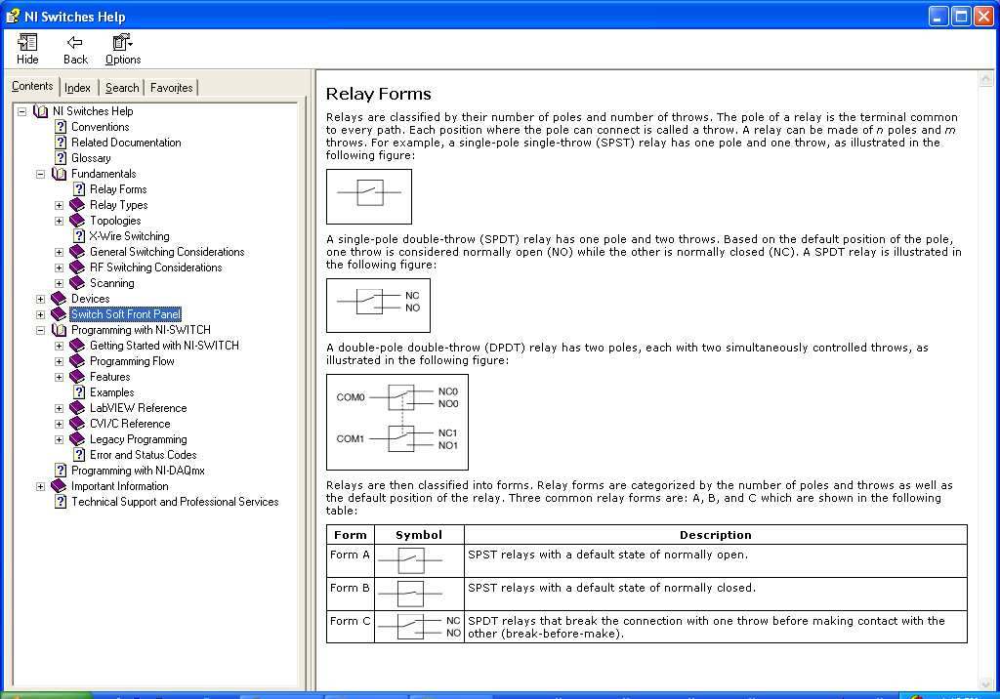 NI Switches Help
Hide
Back
Options
Contents
Index
Search
Favorites
NI Switches Help
Conventions
Related Documentation
Glossary
Fundamentals
Relay Forms
Relay Types
Topologies
X-Wire Switching
General Switching Considerations
RF Switching Considerations
Scanning
Devices
Switch Soft Front Panel
Programming with NI-SWITCH
Getting Started with NI-SWITCH
Programming Flow
Features
Examples
LabVIEW Reference
CVI/C Reference
Legacy Programming
Error and Status Codes
Programming with NI-DAQmx
Important Information
Technical Support and Professional Services
Relay Forms
Relays are classified by their number of poles and number of throws. The pole of a relay is the terminal common
to every path. Each position where the pole can connect is called a throw. A relay can be made of n poles and m
throws. For example, a single-pole single-throw (SPST) relay has one pole and one throw, as illustrated in the
following figure:
A single-pole double-throw (SPDT) relay has one pole and two throws. Based on the default position of the pole,
one throw is considered normally open (NO) while the other is normally closed (NC). A SPDT relay is illustrated in
the following figure:
NC
NO
A double-pole double-throw (DPDT) relay has two poles, each with two simultaneously controlled throws, as
illustrated in the following figure:
COM0 NC0
NO0
COM1 NC1
NO1
Relays are then classified into forms. Relay forms are categorized by the number of poles and throws as well as
the default position of the relay. Three common relay forms are: A, B, and C which are shown in the following
table:
Form Symbol Description
Form A SPST relays with a default state of normally open.
Form B SPST relays with a default state of normally closed.
Form C NC SPDT relays that break the connection with one throw before making contact with the
NO other (break-before-make).